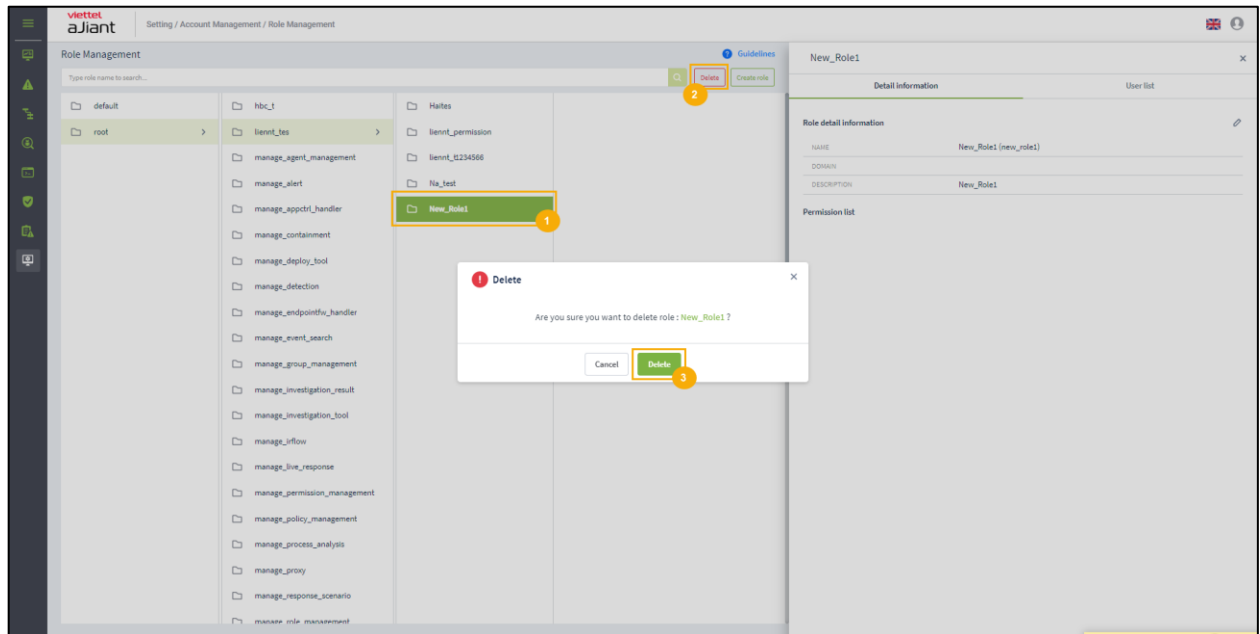 viettel
aJiant
Setting / Account Management / Role Management
Role Management
Guidelines
Type role name to search...
Delete
Create role
2
default
root
hbc_t
liennt_tes
manage_agent_management
manage_alert
manage_appctrl_handler
manage_containment
manage_deploy_tool
manage_detection
manage_endpointfw_handler
manage_event_search
manage_group_management
manage_investigation_result
manage_investigation_tool
manage_irflow
manage_live_response
manage_permission_management
manage_policy_management
manage_process_analysis
manage_proxy
manage_response_scenario
manage_role_management
Haites
liennt_permission
liennt_t1234566
Na_test
New_Role1
1
Delete
Are you sure you want to delete role : New_Role1 ?
Cancel
Delete
3
New_Role1
Detail information
User list
Role detail information
NAME New_Role1 (new_role1)
DOMAIN
DESCRIPTION New_Role1
Permission list